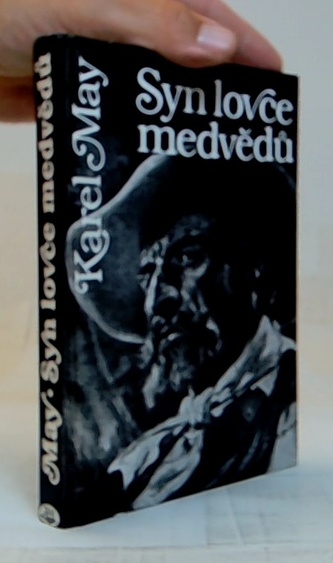 Syn lovce
medvědů
Karel May
May · Syn lovce medvědů